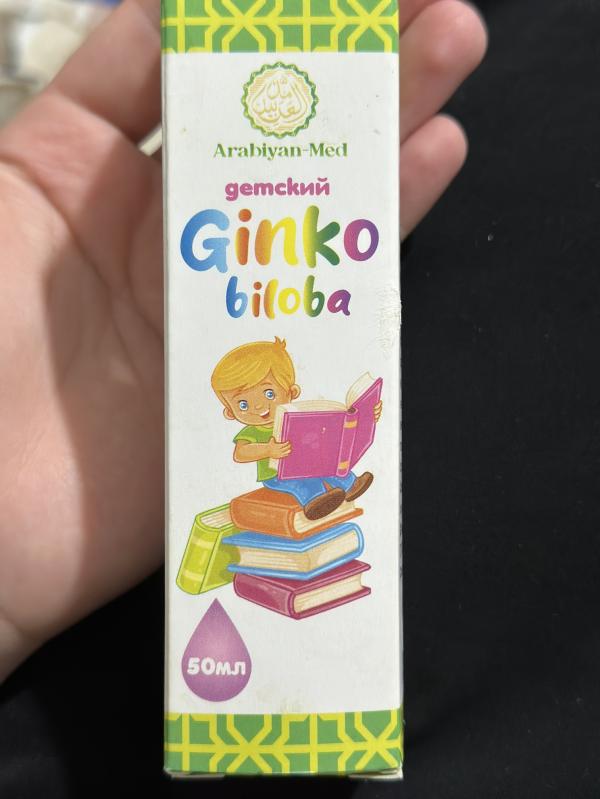 Arabiyan-Med
детский
Ginko
biloba
50мл